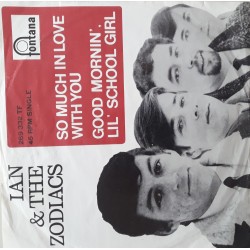 fontana
SO MUCH IN LOVE
WITH YOU
GOOD MORNIN'.
LIL' SCHOOL GIRL
45 RPM SINGLE
IAN
& THE
ZODIACS